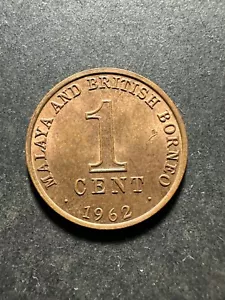 MALAYA AND BRITISH BORNEO
1
CENT
· 1962 ·